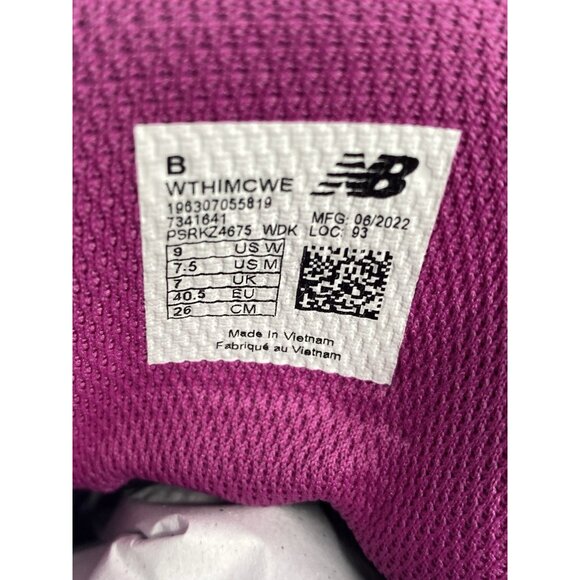 B
WTHIMCWE
196307055819
7341641
PSRKZ4675 WDK
NB
MFG: 06/2022
LOC: 93
9 US W
7.5 US M
7 UK
40.5 EU
26 CM
Made In Vietnam
Fabriqué au Vietnam